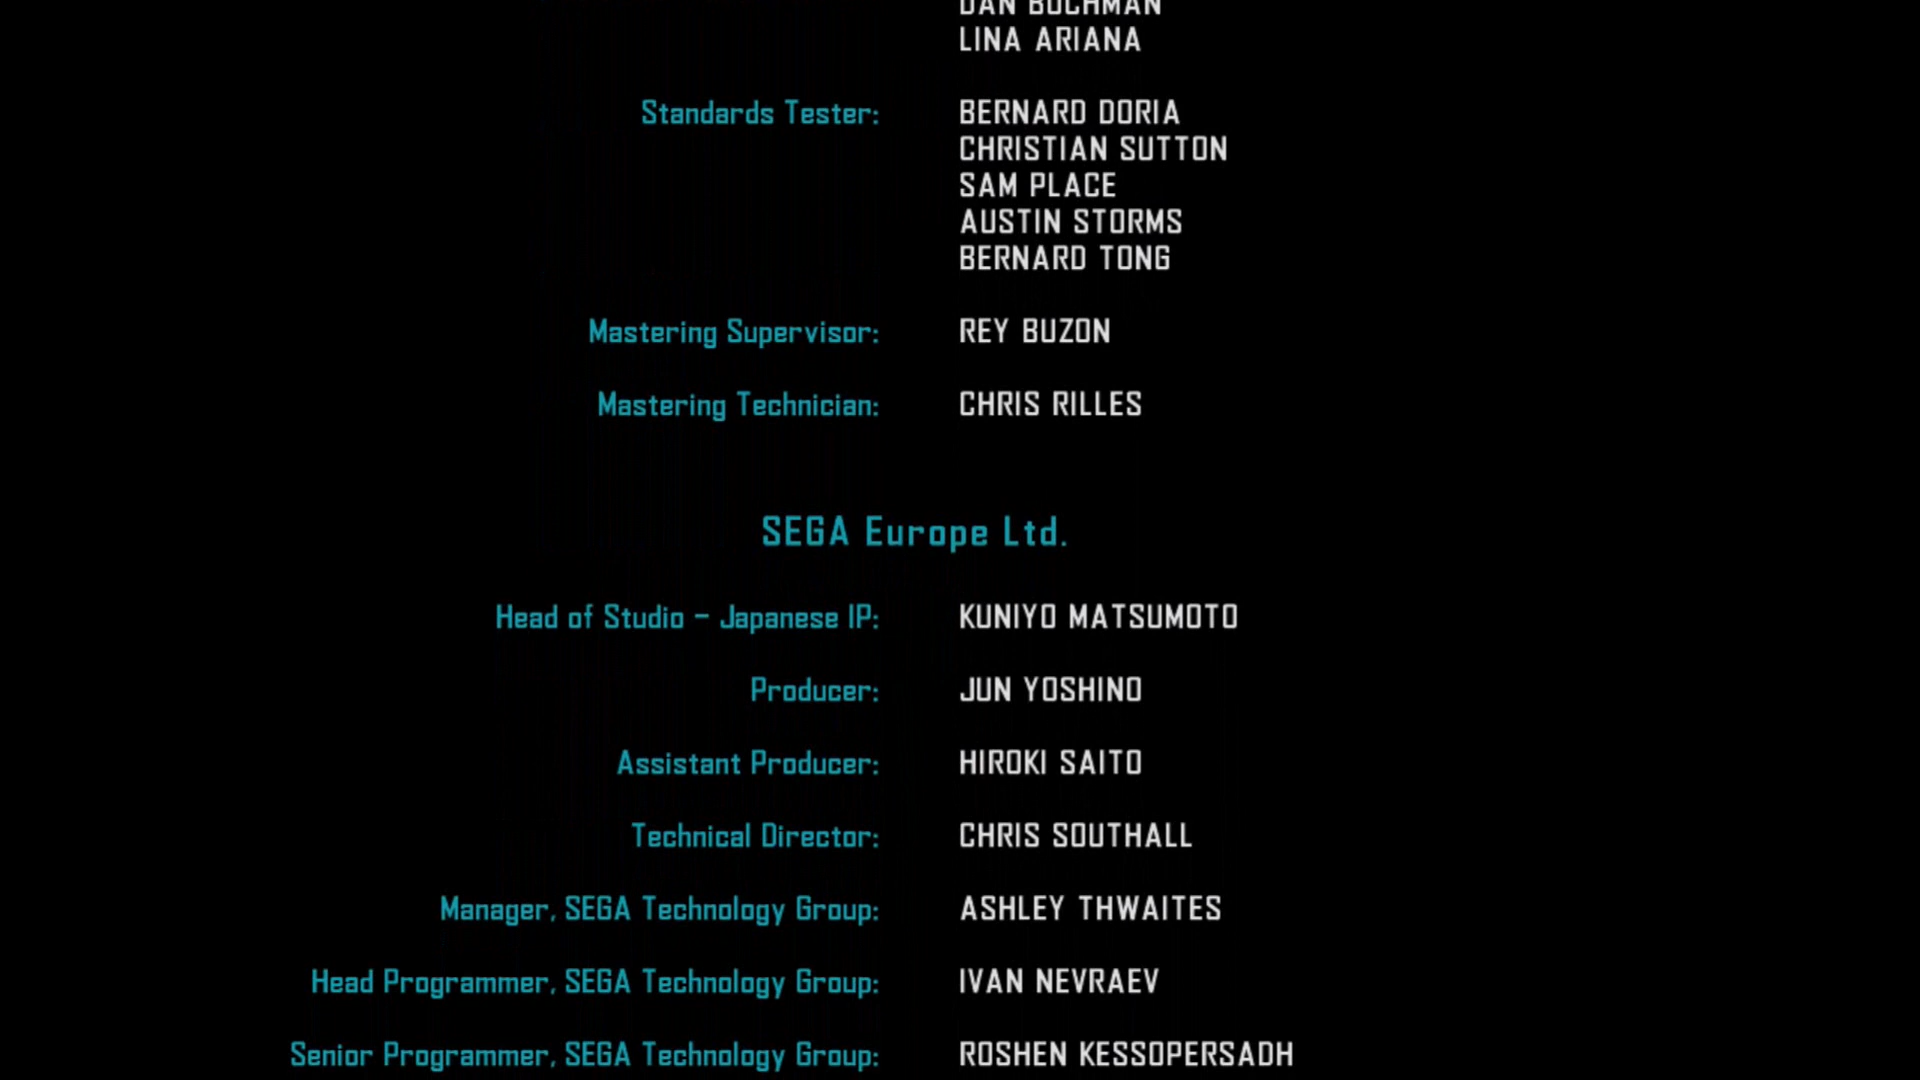 DAN BUCHMAN
LINA ARIANA
Standards Tester: BERNARD DORIA
CHRISTIAN SUTTON
SAM PLACE
AUSTIN STORMS
BERNARD TONG
Mastering Supervisor: REY BUZON
Mastering Technician: CHRIS RILLES
SEGA Europe Ltd.
Head of Studio - Japanese IP: KUNIYO MATSUMOTO
Producer: JUN YOSHINO
Assistant Producer: HIROKI SAITO
Technical Director: CHRIS SOUTHALL
Manager, SEGA Technology Group: ASHLEY THWAITES
Head Programmer, SEGA Technology Group: IVAN NEVRAEV
Senior Programmer, SEGA Technology Group: ROSHEN KESSOPERSADH